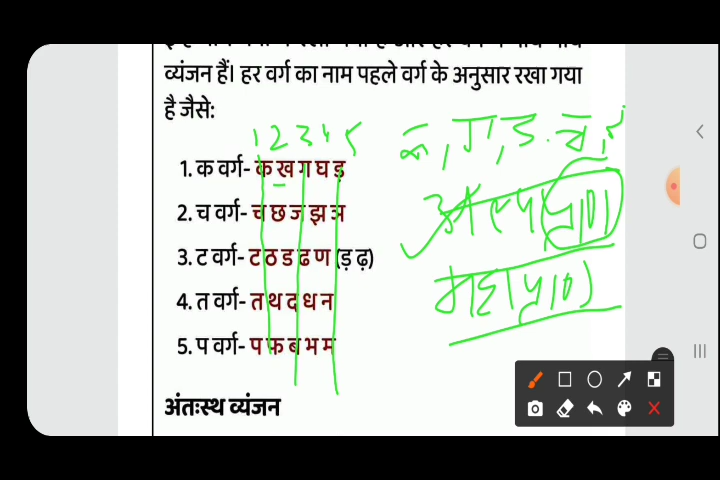 व्यंजन हैं। हर वर्ग का नाम पहले वर्ग के अनुसार रखा गया
है जैसे:
1 2 3 4 5
क, ग, ङ. च,
1. क वर्ग- क ख ग घ ङ
2. च वर्ग- च छ ज झ ञ
अल्पप्राण
3. ट वर्ग- ट ठ ड ढ ण (ड़ ढ़)
महाप्राण
4. त वर्ग- त थ द ध न
5. प वर्ग- प फ ब भ म
अंतःस्थ व्यंजन